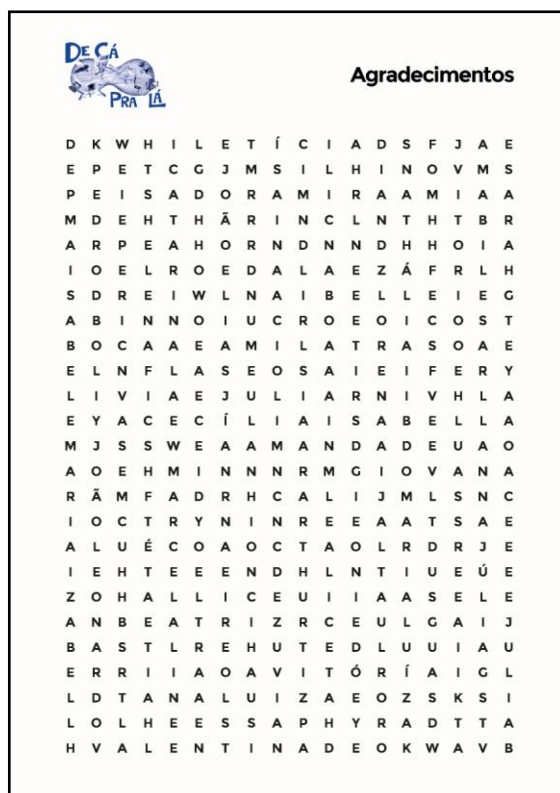 DE CÁ
PRA LÁ
Agradecimentos
D K W H I L E T Í C I A D S F J A E
E P E T C G J M S I L H I N O V M S
P E I S A D O R A M I R A A M I A A
M D E H T H Ã R I N C L N T H T B R
A R P E A H O R N D N N D H H O I A
I O E L R O E D A L A E Z Á F R L H
S D R E I W L N A I B E L L E I E G
A B I N N O I U C R O E O I C O S T
B O C A A E A M I L A T R A S O A E
E L N F L A S E O S A I E I F E R Y
L I V I A E J U L I A R N I V H L A
E Y A C E C Í L I A I S A B E L L A
M J S S W E A A M A N D A D E U A O
A O E H M I N N N R M G I O V A N A
R Ã M F A D R H C A L I J M L S N C
I O C T R Y N I N R E E A A T S A E
A L U É C O A O C T A O L R D R J E
I E H T E E E N D H L N T I U E Ú E
Z O H A L L I C E U I I A A S E L E
A N B E A T R I Z R C E U L G A I J
B A S T L R E H U T E D L U U I A U
E R R I I A O A V I T Ó R Í A I G L
L D T A N A L U I Z A E O Z S K S I
L O L H E E S S A P H Y R A D T T A
H V A L E N T I N A D E O K W A V B